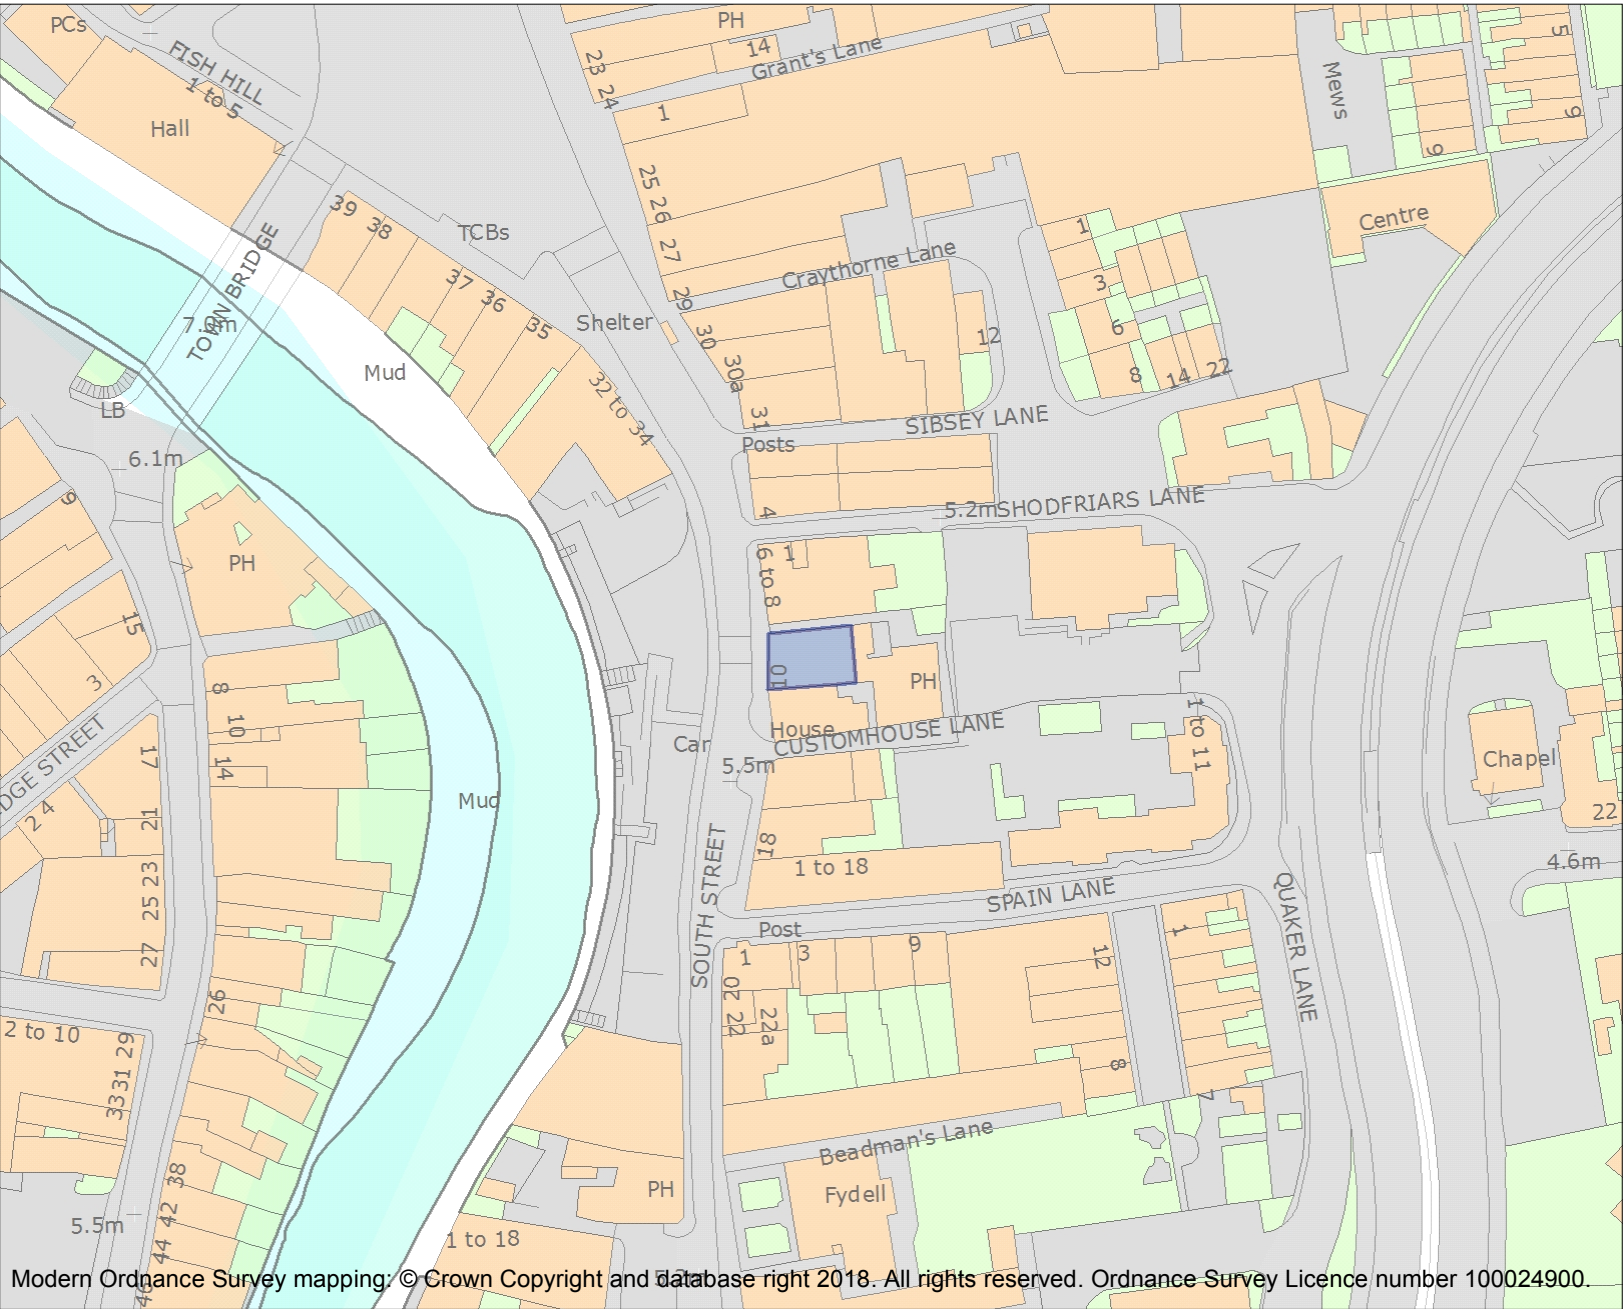 PCs
FISH HILL
1 to 5
Hall
PH
23
24
14
Grant's Lane
1
5
Mews
9
9
25
26
39
38
TCBs
27
Craythorne Lane
1
Centre
TOWN BRIDGE
7.0m
37
36
35
29
3
Shelter
30
12
6
Mud
30a
8
14
22
32 to 34
LB
31
SIBSEY LANE
Posts
6.1m
9
4
5.2m
SHODFRIARS LANE
PH
6 to 8
1
15
3
8
10
10
PH
House
CUSTOMHOUSE LANE
1 to 11
17
14
Car
5.5m
Chapel
DGE STREET
2 4
Mud
21
22
18
1 to 18
4.6m
23
25
SOUTH STREET
SPAIN LANE
QUAKER LANE
27
Post
1
3
9
12
1
26
20
22
22a
2 to 10
29
31
33
8
7
Beadman's Lane
38
PH
Fydell
42
5.5m
44
1 to 18
46
5.2m
Modern Ordnance Survey mapping: © Crown Copyright and database right 2018. All rights reserved. Ordnance Survey Licence number 100024900.